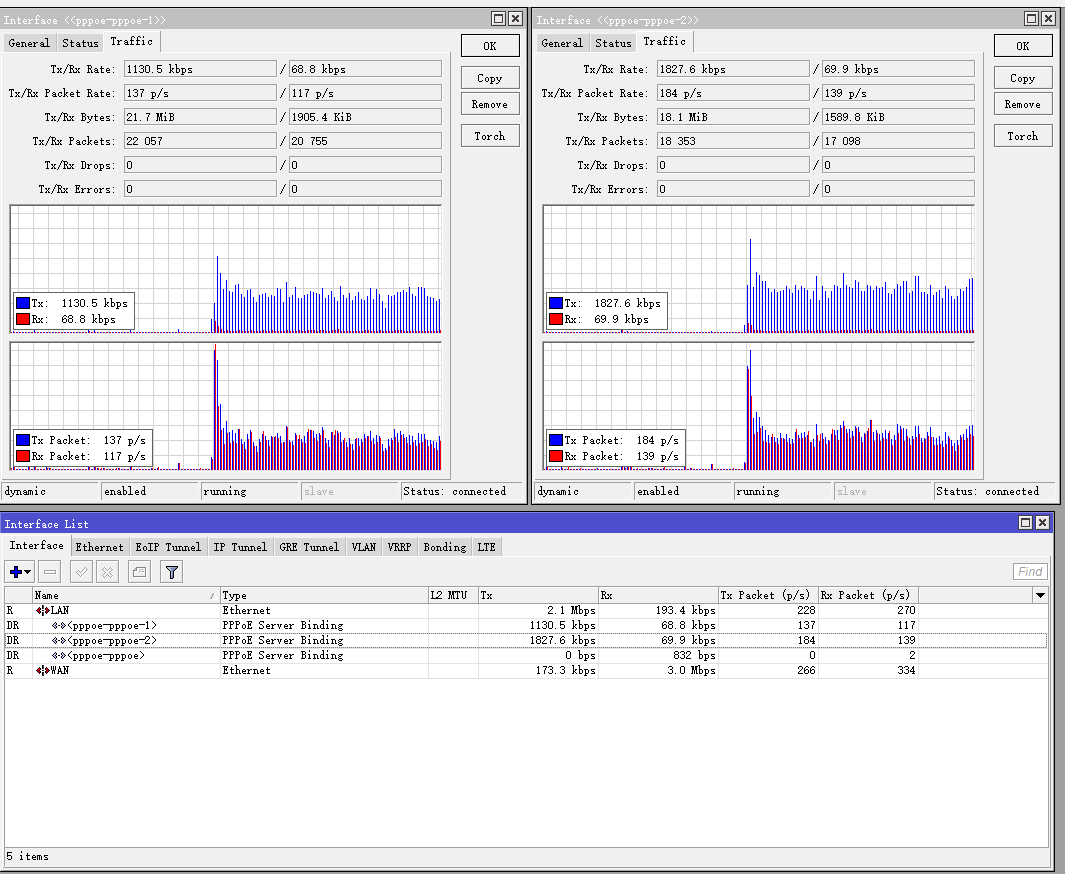 Interface <<pppoe-pppoe-1>>
General Status Traffic
Tx/Rx Rate: 1130.5 kbps / 68.8 kbps
Tx/Rx Packet Rate: 137 p/s / 117 p/s
Tx/Rx Bytes: 21.7 MiB / 1905.4 KiB
Tx/Rx Packets: 22 057 / 20 755
Tx/Rx Drops: 0 / 0
Tx/Rx Errors: 0 / 0
OK
Copy
Remove
Torch
Tx: 1130.5 kbps
Rx: 68.8 kbps
Tx Packet: 137 p/s
Rx Packet: 117 p/s
dynamic enabled running slave Status: connected
Interface <<pppoe-pppoe-2>>
General Status Traffic
Tx/Rx Rate: 1827.6 kbps / 69.9 kbps
Tx/Rx Packet Rate: 184 p/s / 139 p/s
Tx/Rx Bytes: 18.1 MiB / 1589.8 KiB
Tx/Rx Packets: 18 353 / 17 098
Tx/Rx Drops: 0 / 0
Tx/Rx Errors: 0 / 0
OK
Copy
Remove
Torch
Tx: 1827.6 kbps
Rx: 69.9 kbps
Tx Packet: 184 p/s
Rx Packet: 139 p/s
dynamic enabled running slave Status: connected
Interface List
Interface Ethernet EoIP Tunnel IP Tunnel GRE Tunnel VLAN VRRP Bonding LTE
Find
Name Type L2 MTU Tx Rx Tx Packet (p/s) Rx Packet (p/s)
R LAN Ethernet 2.1 Mbps 193.4 kbps 228 270
DR <pppoe-pppoe-1> PPPoE Server Binding 1130.5 kbps 68.8 kbps 137 117
DR <pppoe-pppoe-2> PPPoE Server Binding 1827.6 kbps 69.9 kbps 184 139
DR <pppoe-pppoe> PPPoE Server Binding 0 bps 832 bps 0 2
R WAN Ethernet 173.3 kbps 3.0 Mbps 266 334
5 items